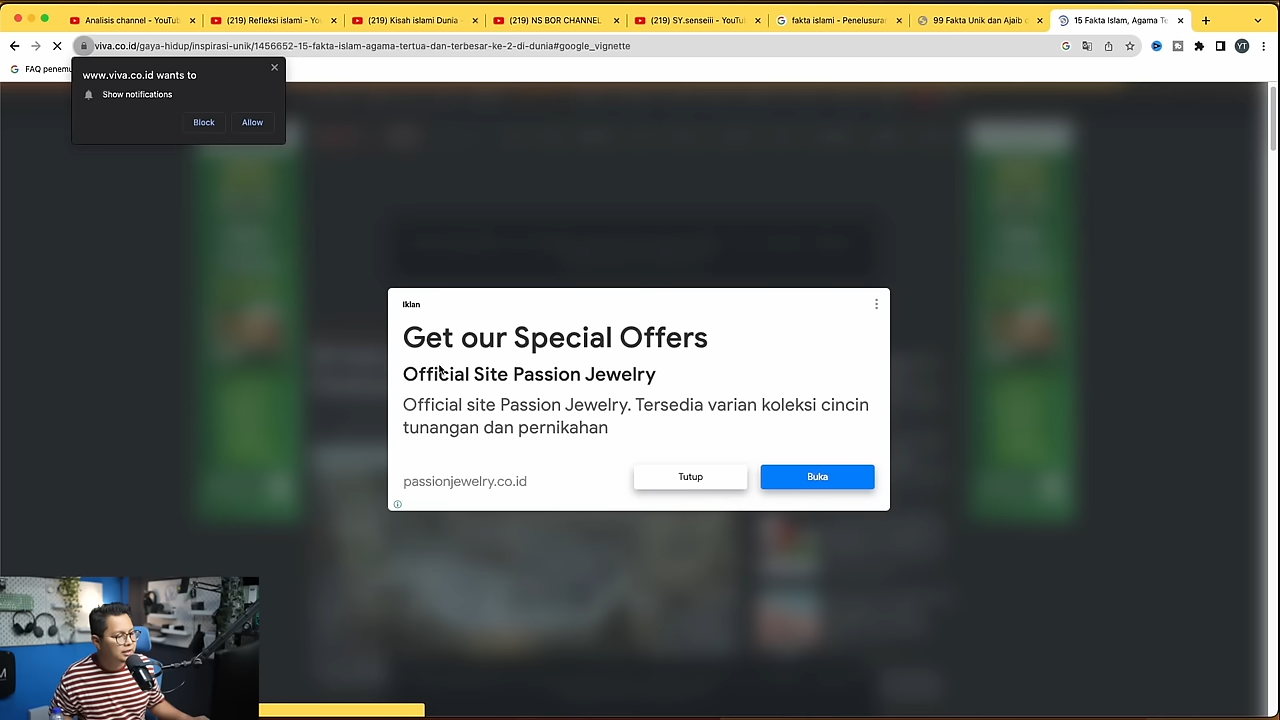 Analisis channel - YouTub
(219) Refleksi islami - Yo
(219) Kisah islami Dunia
(219) NS BOR CHANNEL
(219) SY.senseiii - YouTu
fakta islami - Penelusura
99 Fakta Unik dan Ajaib
15 Fakta Islam, Agama Te
viva.co.id/gaya-hidup/inspirasi-unik/1456652-15-fakta-islam-agama-tertua-dan-terbesar-ke-2-di-dunia#google_vignette
YT
FAQ penemu
www.viva.co.id wants to
Show notifications
Block Allow
Iklan
Get our Special Offers
Official Site Passion Jewelry
Official site Passion Jewelry. Tersedia varian koleksi cincin
tunangan dan pernikahan
passionjewelry.co.id
Tutup
Buka